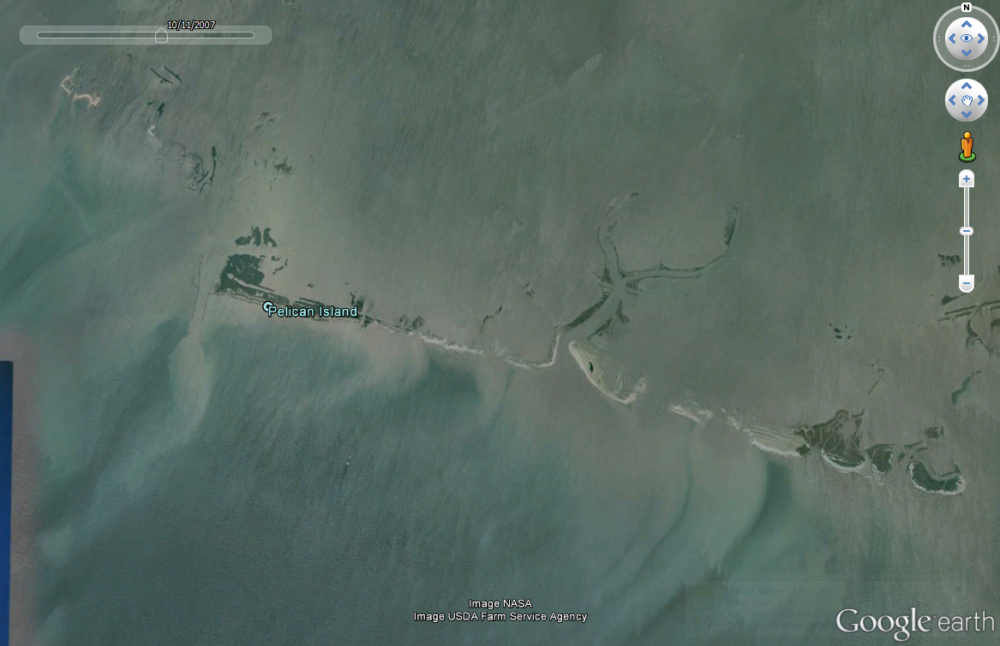 10/11/2007
N
Pelican Island
Image NASA
Image USDA Farm Service Agency
Google earth